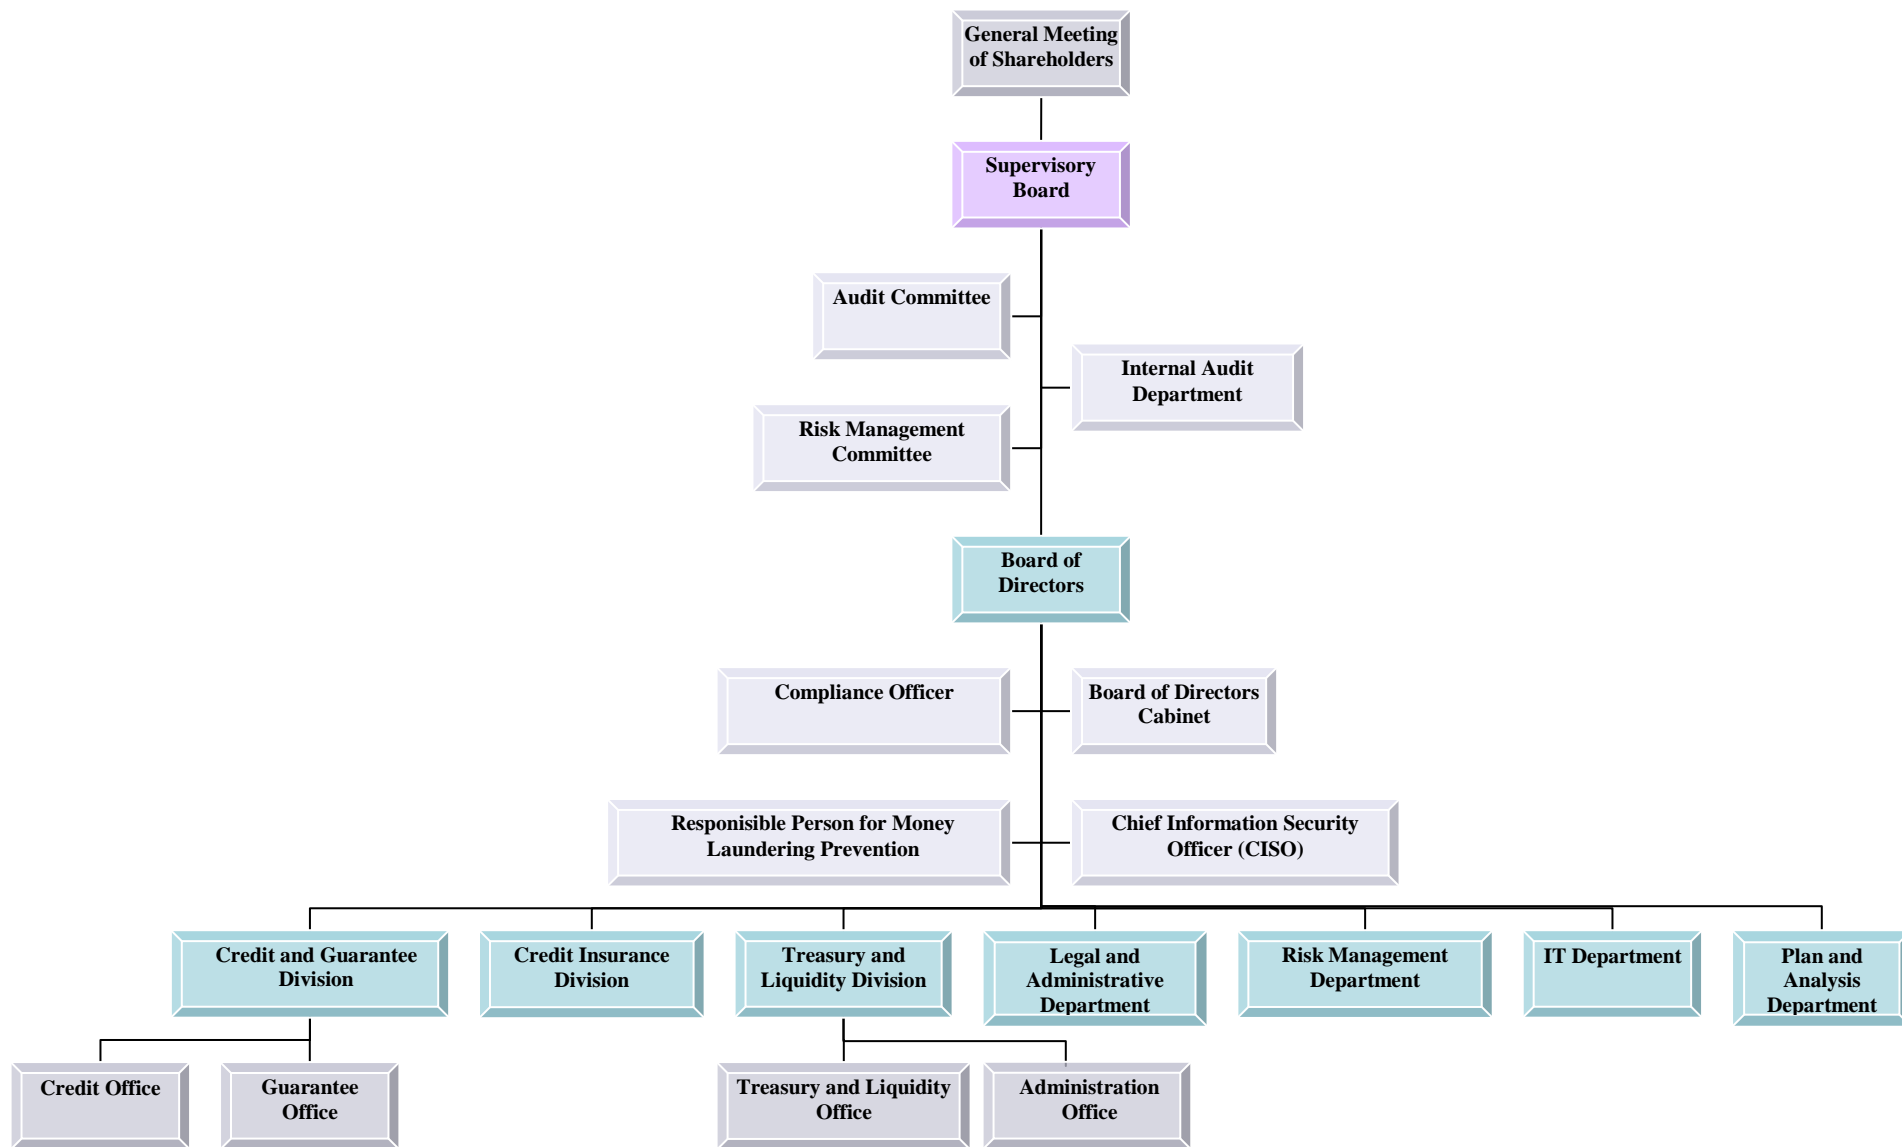 General Meeting
of Shareholders
Supervisory
Board
Audit Committee
Internal Audit
Department
Risk Management
Committee
Board of
Directors
Compliance Officer
Board of Directors
Cabinet
Responisible Person for Money
Laundering Prevention
Chief Information Security
Officer (CISO)
Credit and Guarantee
Division
Credit Insurance
Division
Treasury and
Liquidity Division
Legal and
Administrative
Department
Risk Management
Department
IT Department
Plan and
Analysis
Department
Credit Office
Guarantee
Office
Treasury and Liquidity
Office
Administration
Office